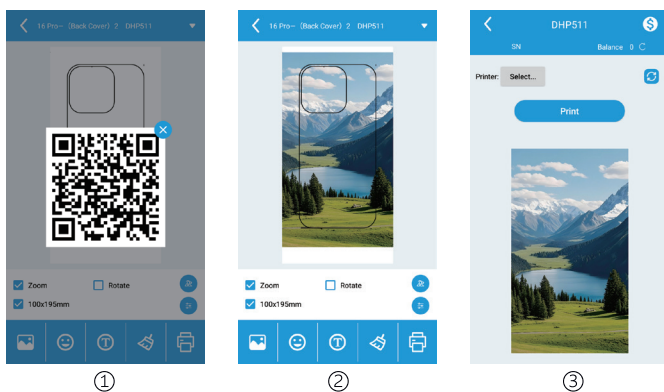 16 Pro— (Back Cover) 2 DHP511
Zoom
Rotate
100x195mm
①
16 Pro— (Back Cover) 2 DHP511
Zoom
Rotate
100x195mm
②
DHP511
SN
Balance 0
Printer: Select...
Print
③